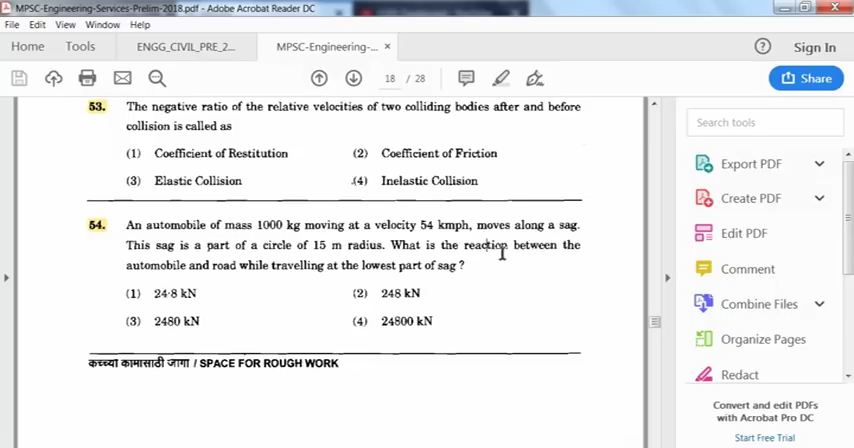 MPSC-Engineering-Services-Prelim-2018.pdf - Adobe Acrobat Reader DC
File Edit View Window Help
Home Tools ENGG_CIVIL_PRE_2... MPSC-Engineering-... × ? Sign In
18 / 28 Share
53. The negative ratio of the relative velocities of two colliding bodies after and before
collision is called as
(1) Coefficient of Restitution (2) Coefficient of Friction
(3) Elastic Collision (4) Inelastic Collision
54. An automobile of mass 1000 kg moving at a velocity 54 kmph, moves along a sag.
This sag is a part of a circle of 15 m radius. What is the reaction between the
automobile and road while travelling at the lowest part of sag ?
(1) 24·8 kN (2) 248 kN
(3) 2480 kN (4) 24800 kN
कच्च्या कामासाठी जागा / SPACE FOR ROUGH WORK
Search tools
Export PDF
Create PDF
Edit PDF
Comment
Combine Files
Organize Pages
Redact
Convert and edit PDFs
with Acrobat Pro DC
Start Free Trial